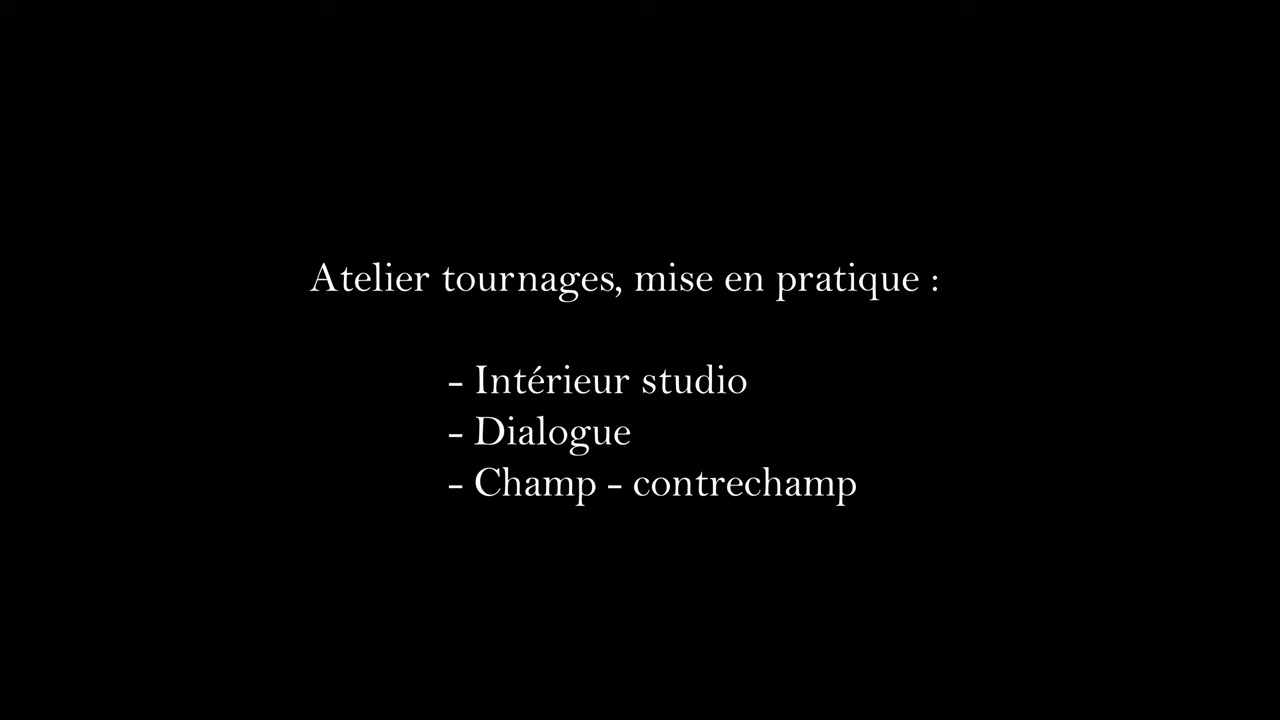 Atelier tournages, mise en pratique :
- Intérieur studio
- Dialogue
- Champ - contrechamp